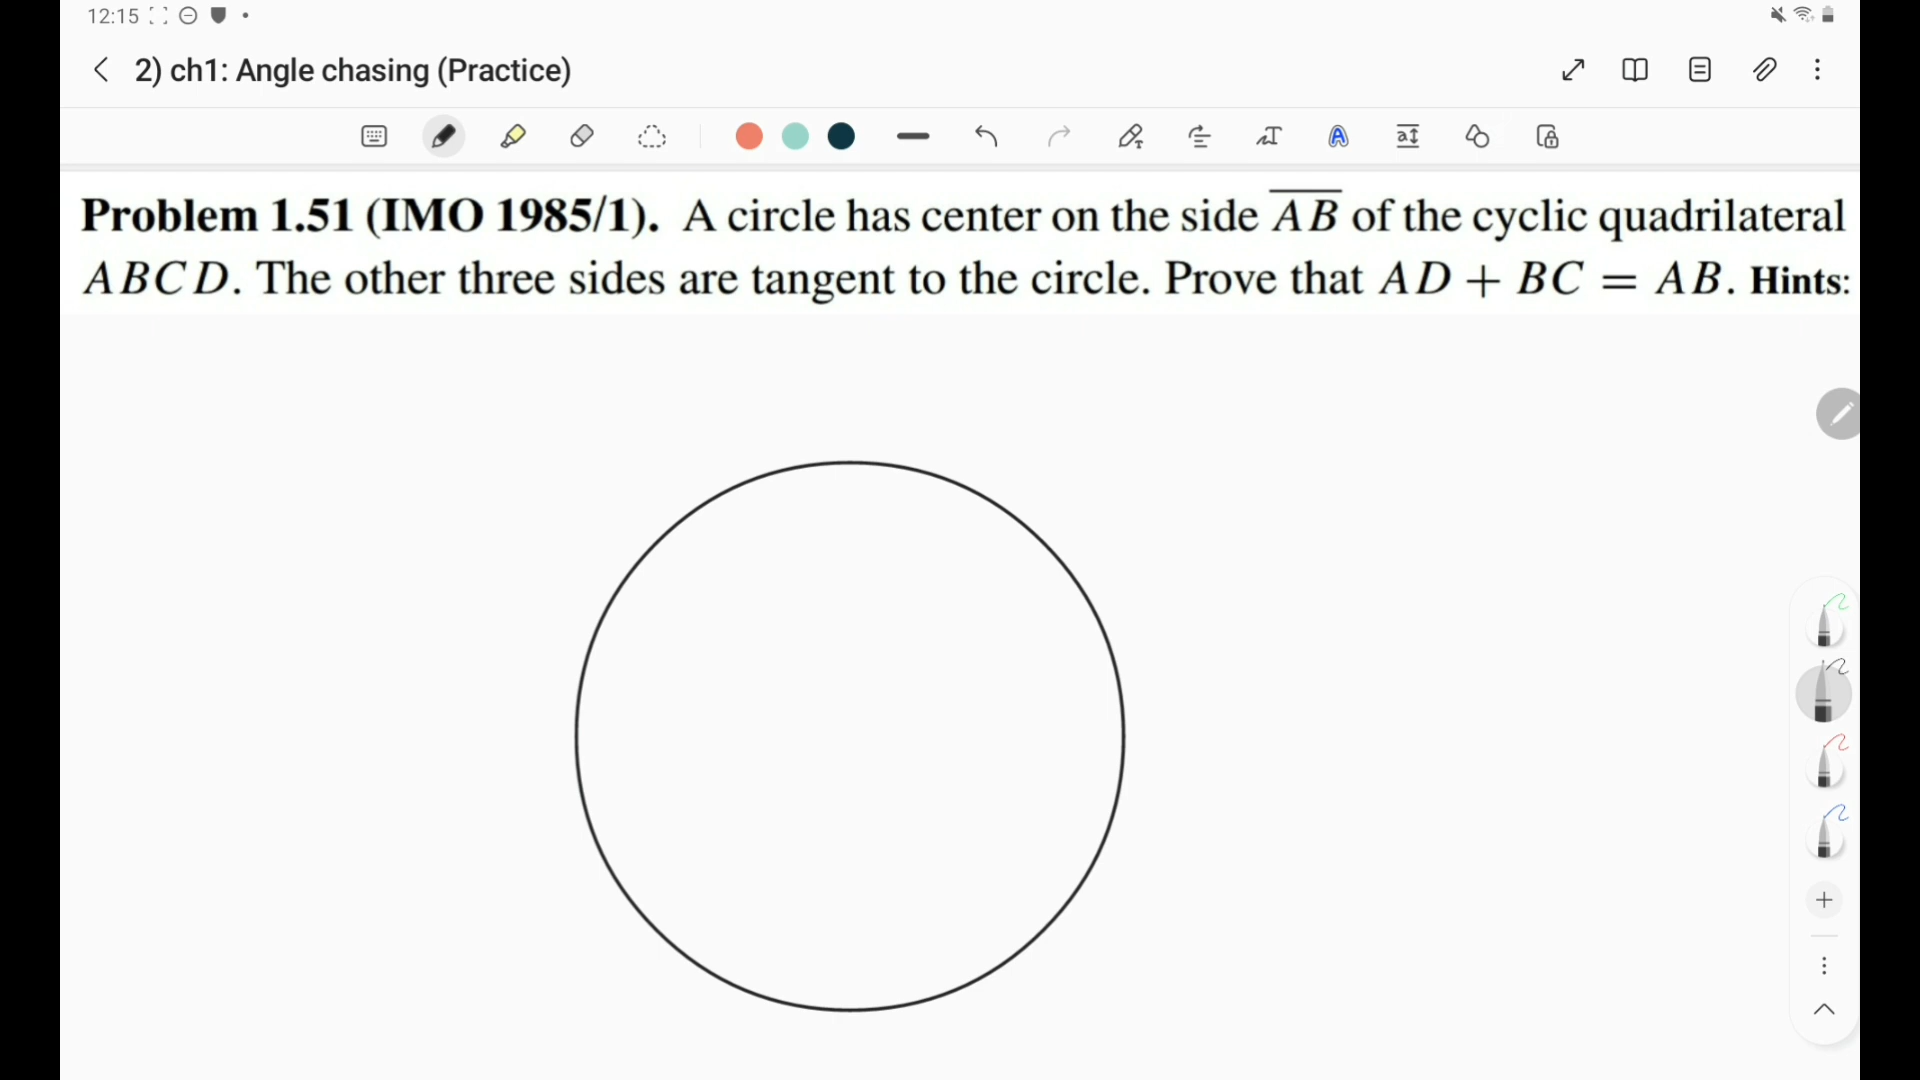 12:15
2) ch1: Angle chasing (Practice)
Problem 1.51 (IMO 1985/1). A circle has center on the side AB of the cyclic quadrilateral
ABCD. The other three sides are tangent to the circle. Prove that AD + BC = AB. Hints: